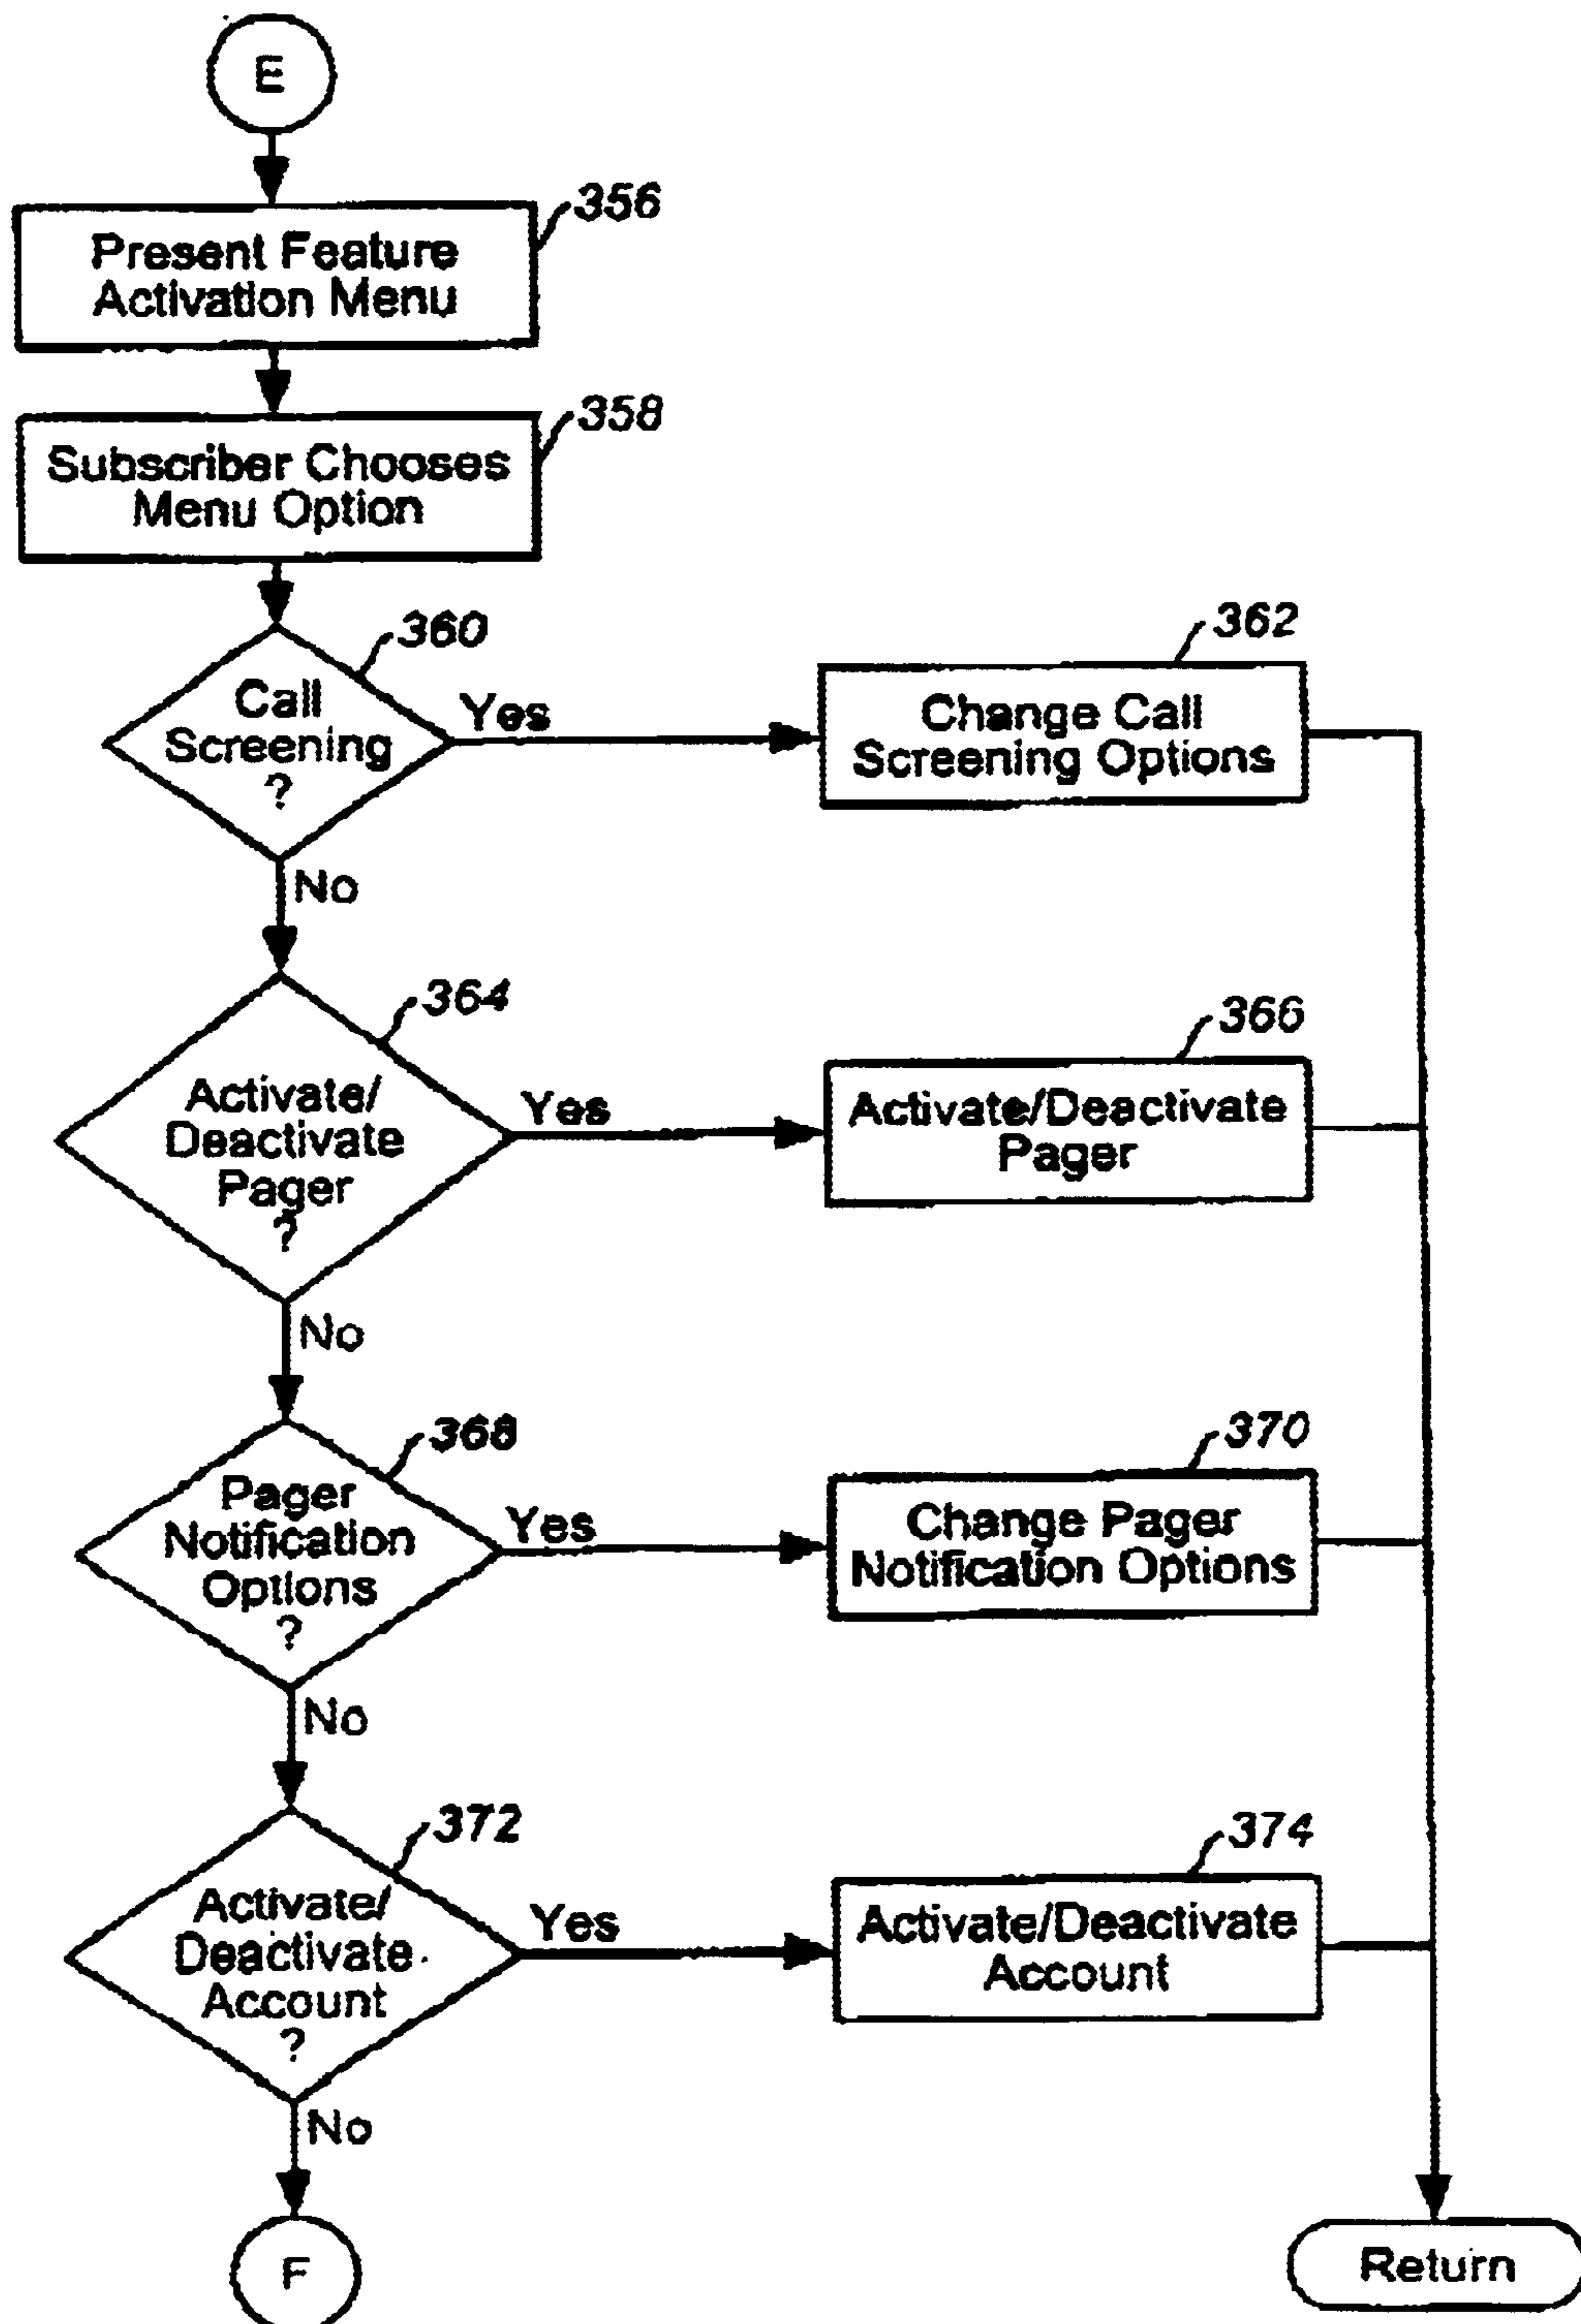 E
356
Present Feature
Activation Menu
358
Subscriber Chooses
Menu Option
360
Call
Screening
?
Yes
362
Change Call
Screening Options
No
364
Activate/
Deactivate
Pager
?
Yes
366
Activate/Deactivate
Pager
No
368
Pager
Notification
Options
?
Yes
370
Change Pager
Notification Options
No
372
Activate/
Deactivate
Account
?
Yes
374
Activate/Deactivate
Account
No
F
Return